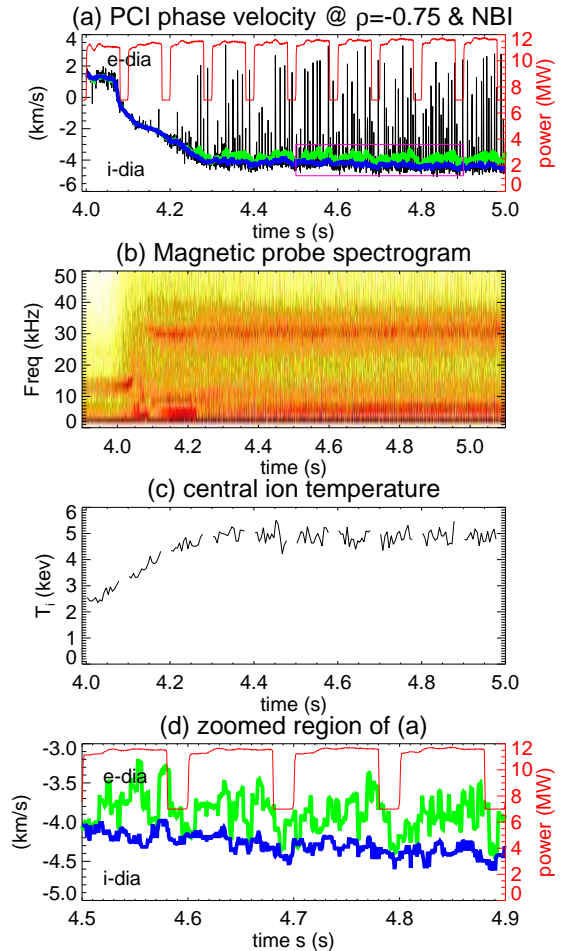 (a) PCI phase velocity @ ρ=-0.75 & NBI
4
2
0
-2
-4
-6
(km/s)
e-dia
i-dia
12
10
8
6
4
2
0
power (MW)
4.0 4.2 4.4 4.6 4.8 5.0
time s (s)
(b) Magnetic probe spectrogram
50
40
30
20
10
0
Freq (kHz)
4.0 4.2 4.4 4.6 4.8 5.0
time (s)
(c) central ion temperature
6
5
4
3
2
1
0
T_i (kev)
4.0 4.2 4.4 4.6 4.8 5.0
time (s)
(d) zoomed region of (a)
-3.0
-3.5
-4.0
-4.5
-5.0
(km/s)
e-dia
i-dia
12
10
8
6
4
2
0
power (MW)
4.5 4.6 4.7 4.8 4.9
time s (s)